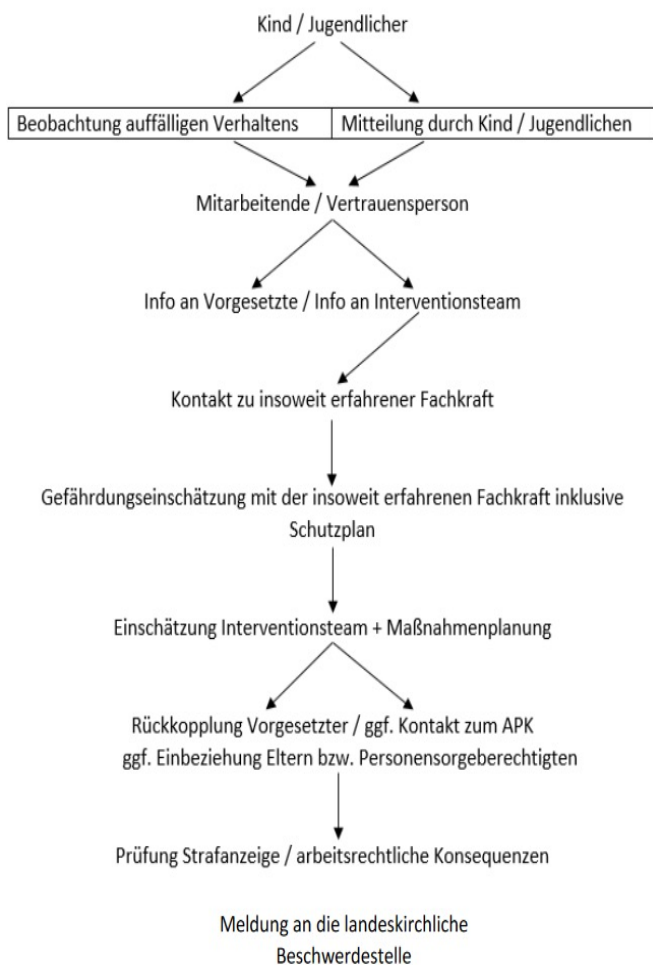 Kind / Jugendlicher
Beobachtung auffälligen Verhaltens
Mitteilung durch Kind / Jugendlichen
Mitarbeitende / Vertrauensperson
Info an Vorgesetzte / Info an Interventionsteam
Kontakt zu insoweit erfahrener Fachkraft
Gefährdungseinschätzung mit der insoweit erfahrenen Fachkraft inklusive
Schutzplan
Einschätzung Interventionsteam + Maßnahmenplanung
Rückkopplung Vorgesetzter / ggf. Kontakt zum APK
ggf. Einbeziehung Eltern bzw. Personensorgeberechtigten
Prüfung Strafanzeige / arbeitsrechtliche Konsequenzen
Meldung an die landeskirchliche
Beschwerdestelle